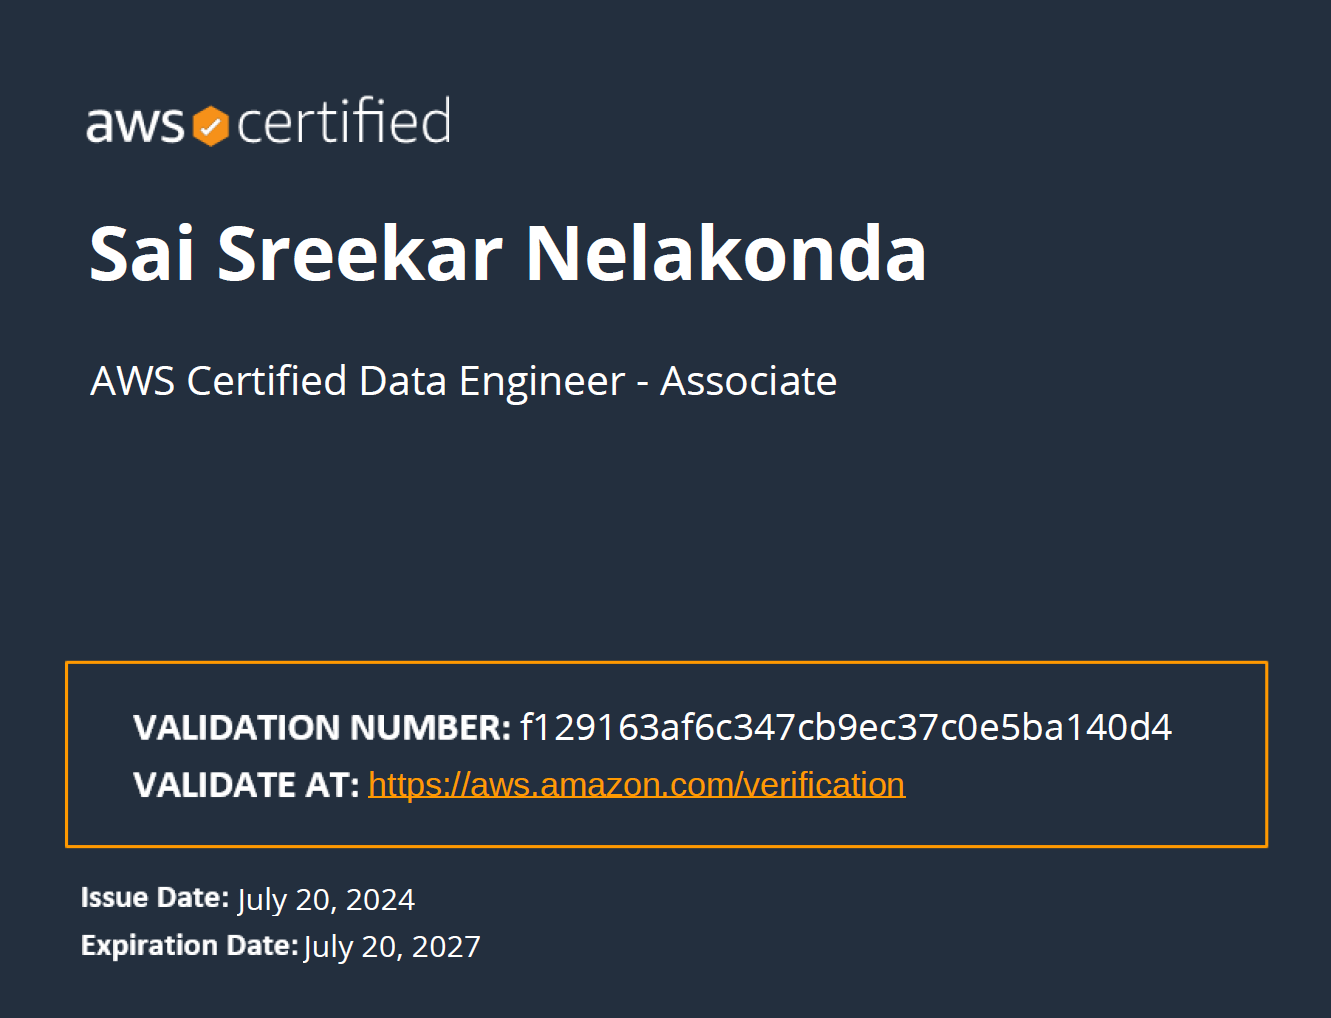 aws certified
Sai Sreekar Nelakonda
AWS Certified Data Engineer - Associate
VALIDATION NUMBER: f129163af6c347cb9ec37c0e5ba140d4
VALIDATE AT: https://aws.amazon.com/verification
Issue Date: July 20, 2024
Expiration Date: July 20, 2027